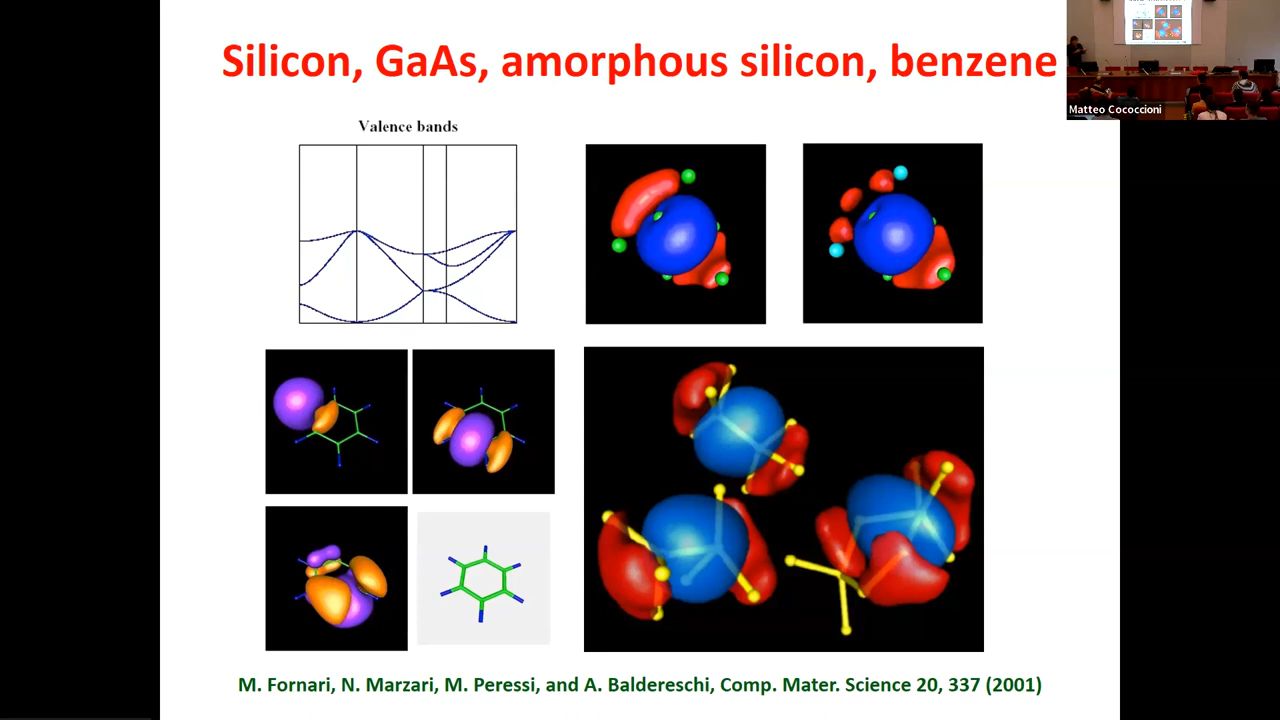 Silicon, GaAs, amorphous silicon, benzene
Matteo Cococcioni
Valence bands
M. Fornari, N. Marzari, M. Peressi, and A. Baldereschi, Comp. Mater. Science 20, 337 (2001)